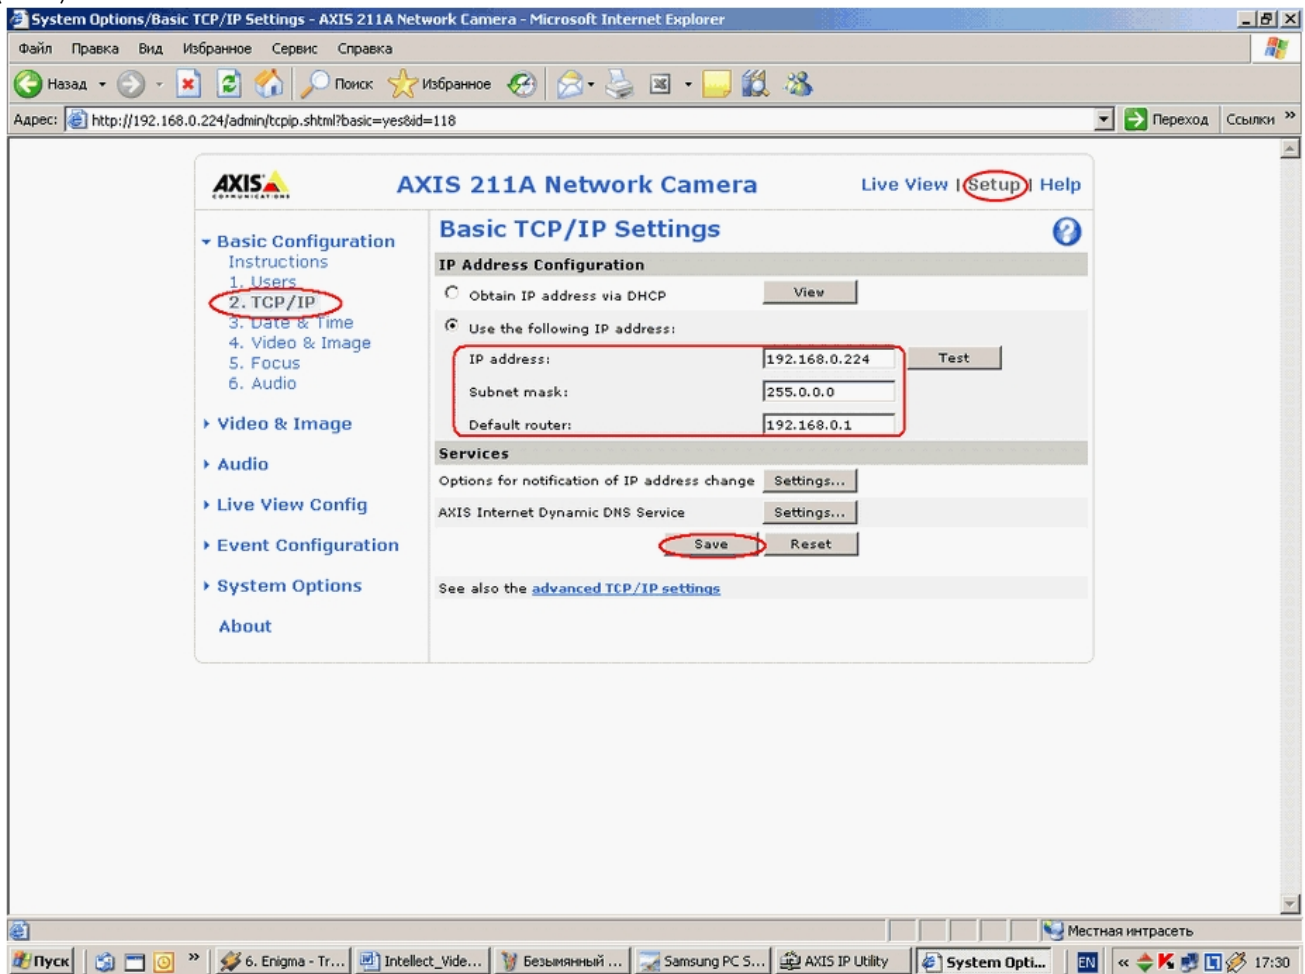 System Options/Basic TCP/IP Settings - AXIS 211A Network Camera - Microsoft Internet Explorer
Файл Правка Вид Избранное Сервис Справка
Назад Поиск Избранное
Адрес: http://192.168.0.224/admin/tcpip.shtml?basic=yes&id=118 Переход Ссылки »
AXIS COMMUNICATIONS AXIS 211A Network Camera Live View | Setup | Help
Basic TCP/IP Settings
Basic Configuration
Instructions
1. Users
2. TCP/IP
3. Date & Time
4. Video & Image
5. Focus
6. Audio
Video & Image
Audio
Live View Config
Event Configuration
System Options
About
IP Address Configuration
Obtain IP address via DHCP View
Use the following IP address:
IP address: 192.168.0.224 Test
Subnet mask: 255.0.0.0
Default router: 192.168.0.1
Services
Options for notification of IP address change Settings...
AXIS Internet Dynamic DNS Service Settings...
Save Reset
See also the advanced TCP/IP settings
Местная интрасеть
Пуск » 6. Enigma - Tr... Intellect_Vide... Безымянный ... Samsung PC S... AXIS IP Utility System Opti... EN « 17:30